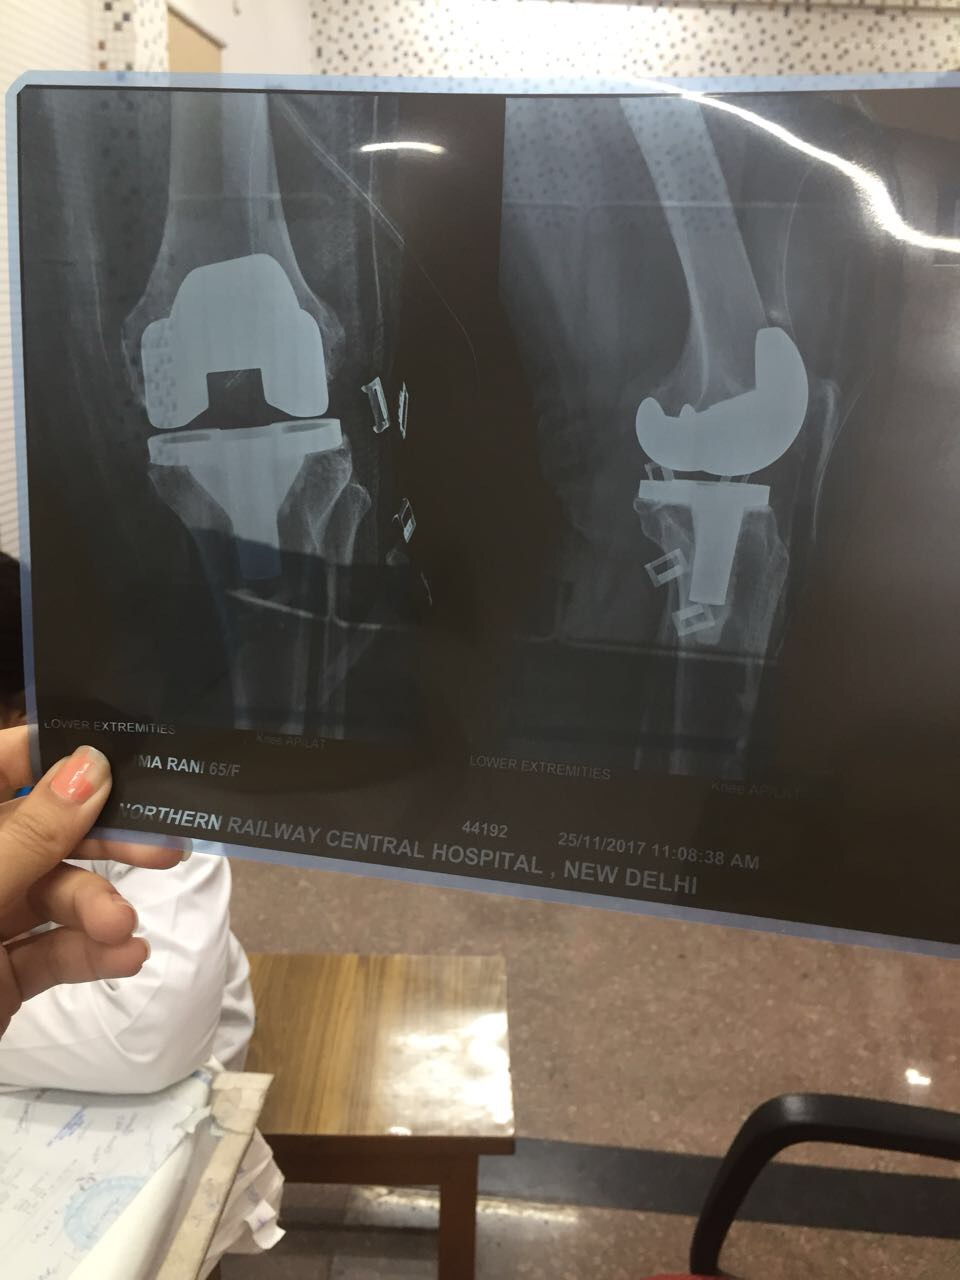 LOWER EXTREMITIES
Knee AP/LAT
MA RANI 65/F
LOWER EXTREMITIES
Knee AP/LAT
44192 25/11/2017 11:08:38 AM
NORTHERN RAILWAY CENTRAL HOSPITAL , NEW DELHI